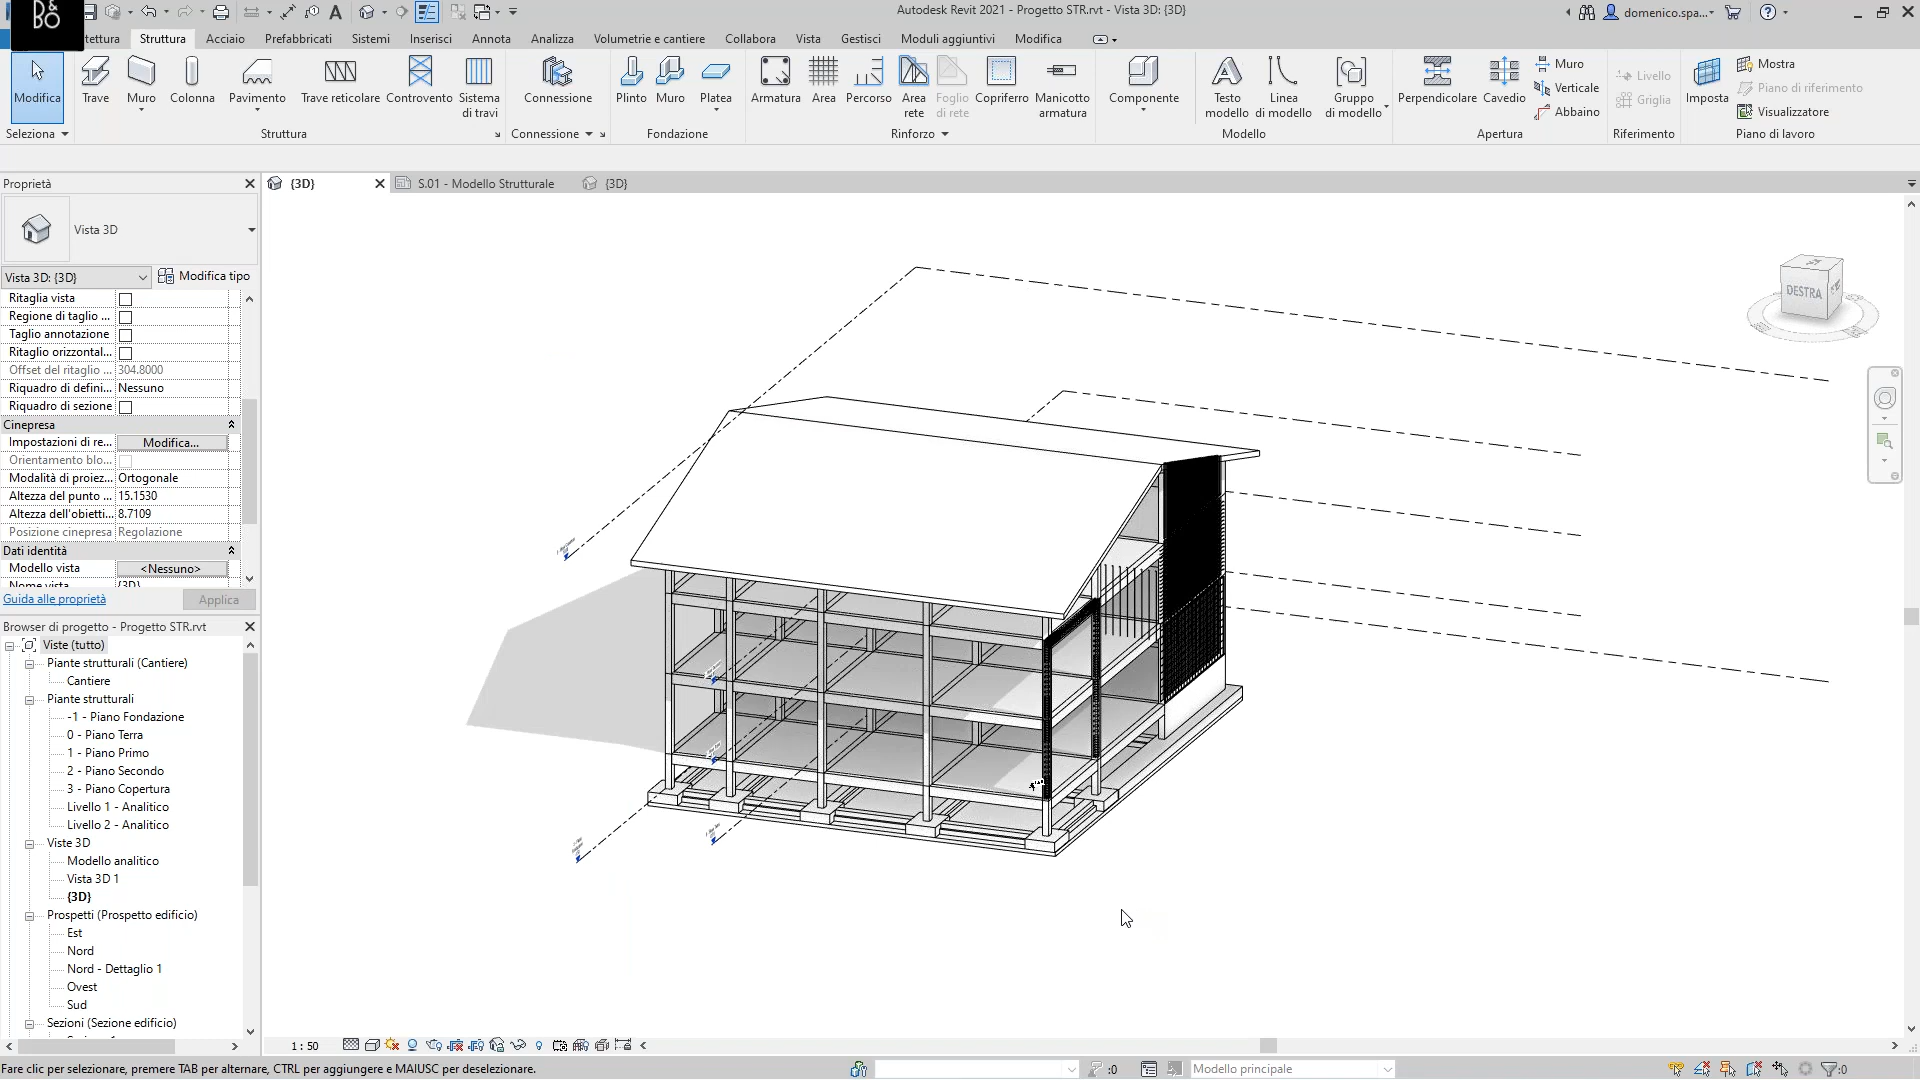 B&
BO
Autodesk Revit 2021 - Progetto STR.rvt - Vista 3D: {3D}
domenico.spa...
tettura Struttura Acciaio Prefabbricati Sistemi Inserisci Annota Analizza Volumetrie e cantiere Collabora Vista Gestisci Moduli aggiuntivi Modifica
Modifica
Trave
Muro
Colonna
Pavimento
Trave reticolare
Controvento
Sistema
di travi
Connessione
Plinto
Muro
Platea
Armatura
Area
Percorso
Area
rete
Foglio
di rete
Copriferro
Manicotto
armatura
Componente
Testo
modello
Linea
di modello
Gruppo
di modello
Perpendicolare
Cavedio
Muro
Verticale
Abbaino
Livello
Griglia
Imposta
Mostra
Piano di riferimento
Visualizzatore
Seleziona
Struttura
Connessione
Fondazione
Rinforzo
Modello
Apertura
Riferimento
Piano di lavoro
Proprietà
{3D}
S.01 - Modello Strutturale
{3D}
Vista 3D
Vista 3D: {3D}
Modifica tipo
Ritaglia vista
Regione di taglio ...
Taglio annotazione
Ritaglio orizzontal...
Offset del ritaglio ... 304.8000
Riquadro di defini... Nessuno
Riquadro di sezione
Cinepresa
Impostazioni di re... Modifica...
Orientamento blo...
Modalità di proiez... Ortogonale
Altezza del punto ... 15.1530
Altezza dell'obietti... 8.7109
Posizione cinepresa Regolazione
Dati identità
Modello vista <Nessuno>
Nome vista {3D}
Guida alle proprietà
Applica
Browser di progetto - Progetto STR.rvt
Viste (tutto)
Piante strutturali (Cantiere)
Cantiere
Piante strutturali
-1 - Piano Fondazione
0 - Piano Terra
1 - Piano Primo
2 - Piano Secondo
3 - Piano Copertura
Livello 1 - Analitico
Livello 2 - Analitico
Viste 3D
Modello analitico
Vista 3D 1
{3D}
Prospetti (Prospetto edificio)
Est
Nord
Nord - Dettaglio 1
Ovest
Sud
Sezioni (Sezione edificio)
DESTRA
1 : 50
Fare clic per selezionare, premere TAB per alternare, CTRL per aggiungere e MAIUSC per deselezionare.
:0
Modello principale
:0